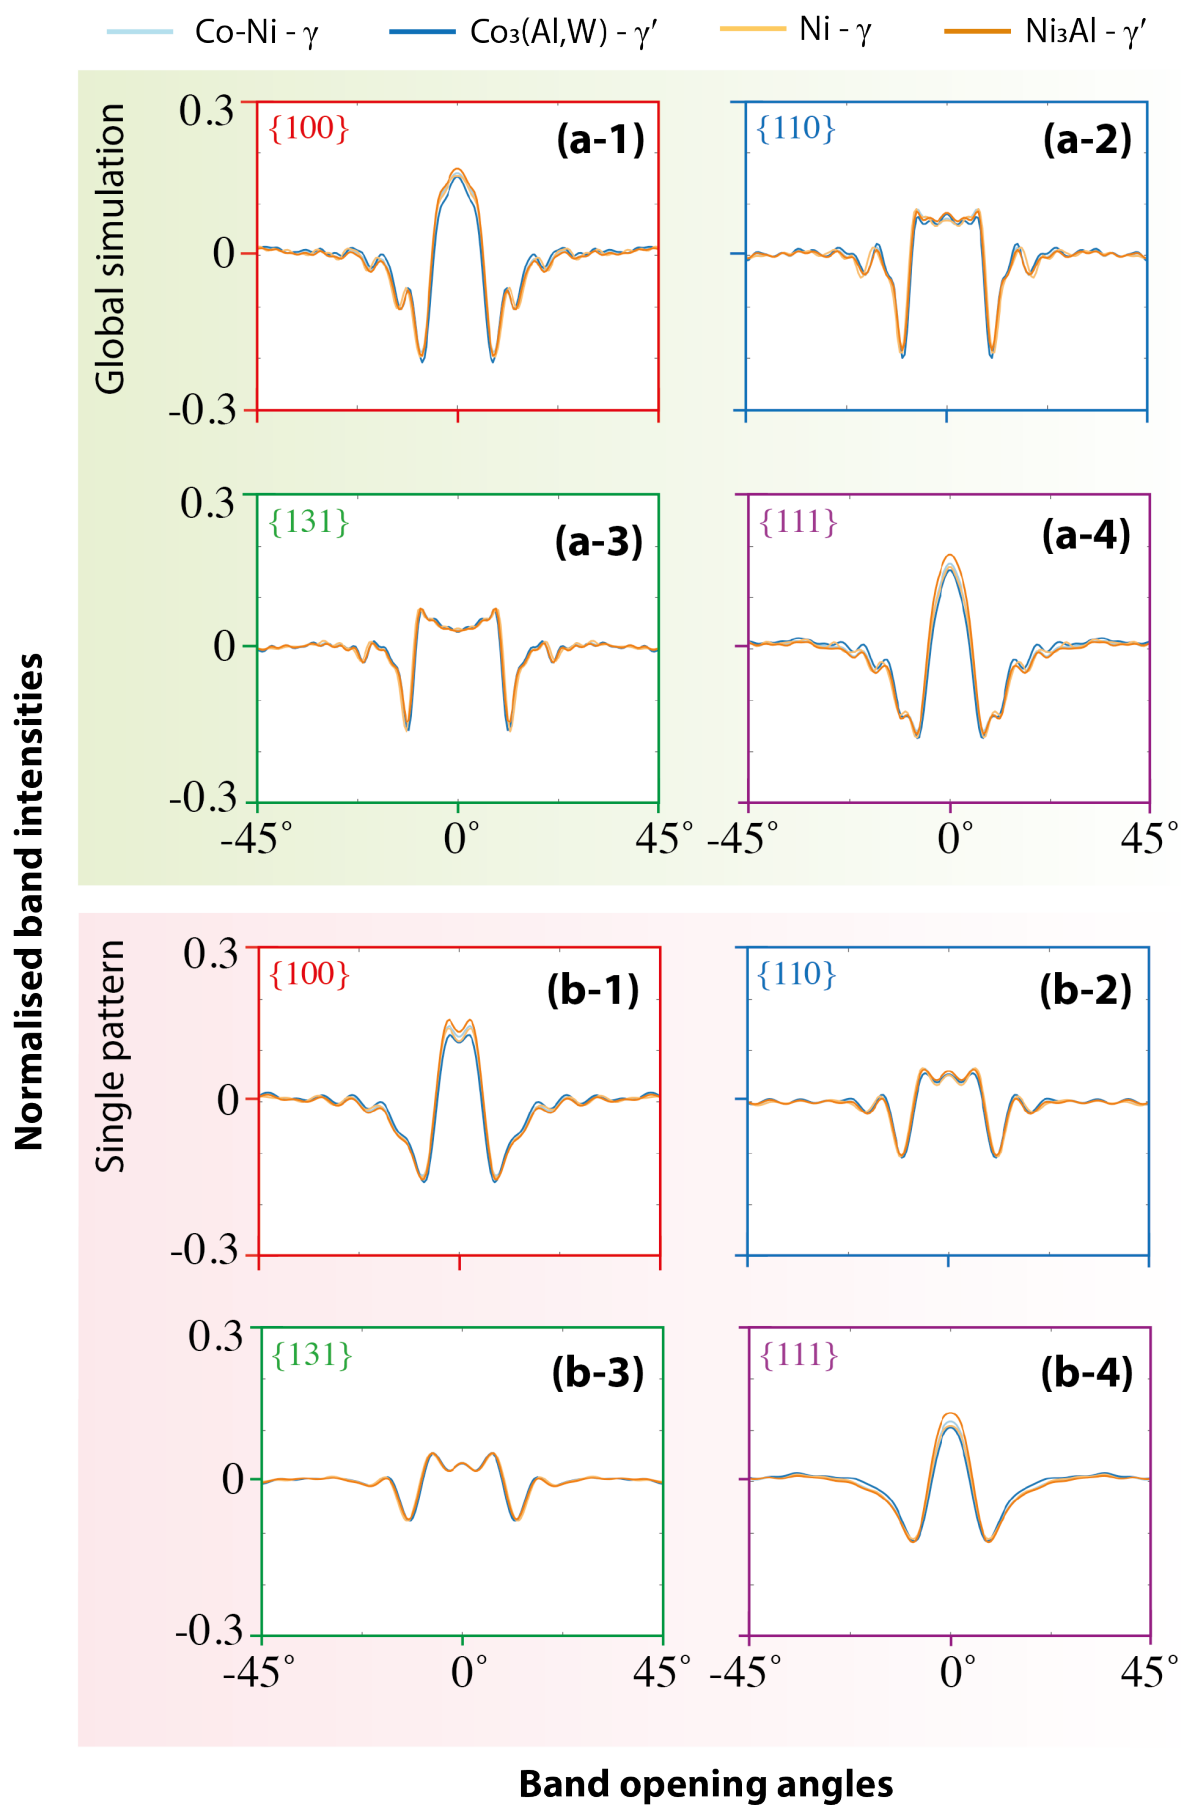 Co-Ni - γ Co₃(Al,W) - γ′ Ni - γ Ni₃Al - γ′
Normalised band intensities
Global simulation
0.3 {100} (a-1) {110} (a-2)
0
-0.3
0.3 {131} (a-3) {111} (a-4)
0
-0.3
-45° 0° 45° -45° 0° 45°
Single pattern
0.3 {100} (b-1) {110} (b-2)
0
-0.3
0.3 {131} (b-3) {111} (b-4)
0
-0.3
-45° 0° 45° -45° 0° 45°
Band opening angles